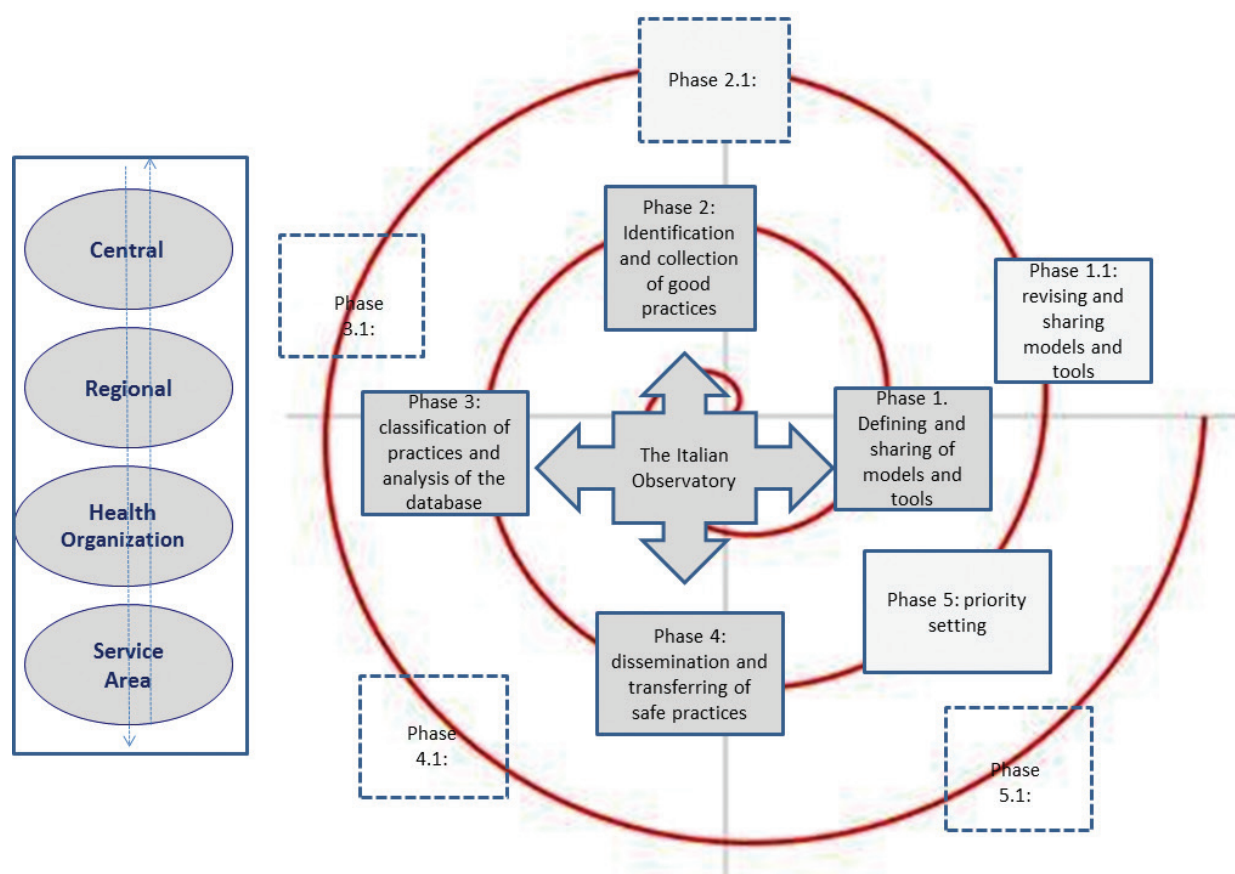 Central
Regional
Health
Organization
Service
Area
Phase 2.1:
Phase 2:
Identification
and collection
of good
practices
Phase 1.1:
revising and
sharing
models and
tools
Phase
3.1:
Phase 3:
classification of
practices and
analysis of the
database
The Italian
Observatory
Phase 1.
Defining and
sharing of
models and
tools
Phase 5: priority
setting
Phase 4:
dissemination and
transferring of
safe practices
Phase
4.1:
Phase
5.1: